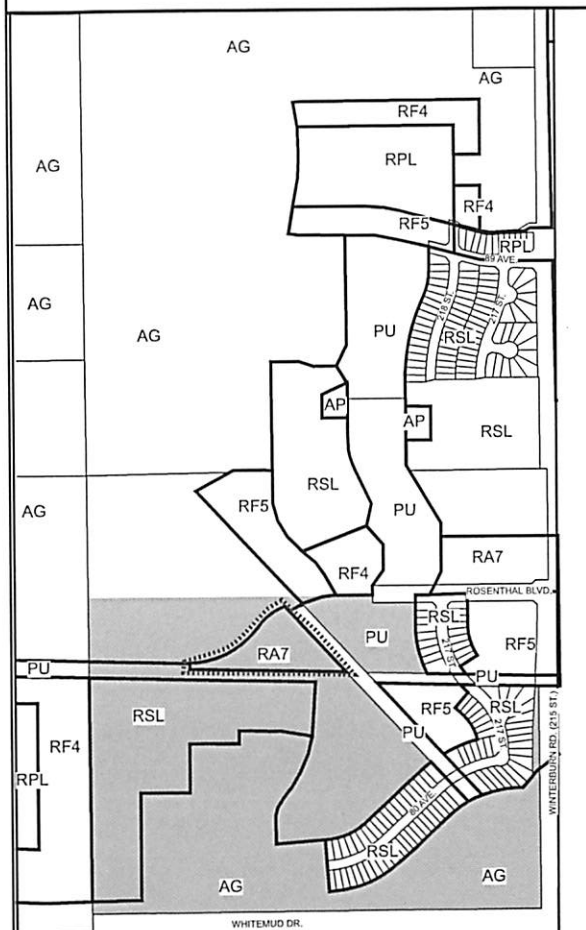 AG
AG
RF4
AG
RPL
RF4
RF5
RPL
89 AVE.
AG
218 ST.
217 ST.
AG
PU
RSL
AP
AP
RSL
RSL
RF5
PU
AG
RF4
RA7
ROSENTHAL BLVD.
RSL
PU
217 ST.
RF5
RA7
PU
PU
RSL
RF5
RSL
RF4
PU
217 ST.
WINTERBURN RD. (215 ST.)
RPL
80 AVE.
RSL
AG
AG
WHITEMUD DR.